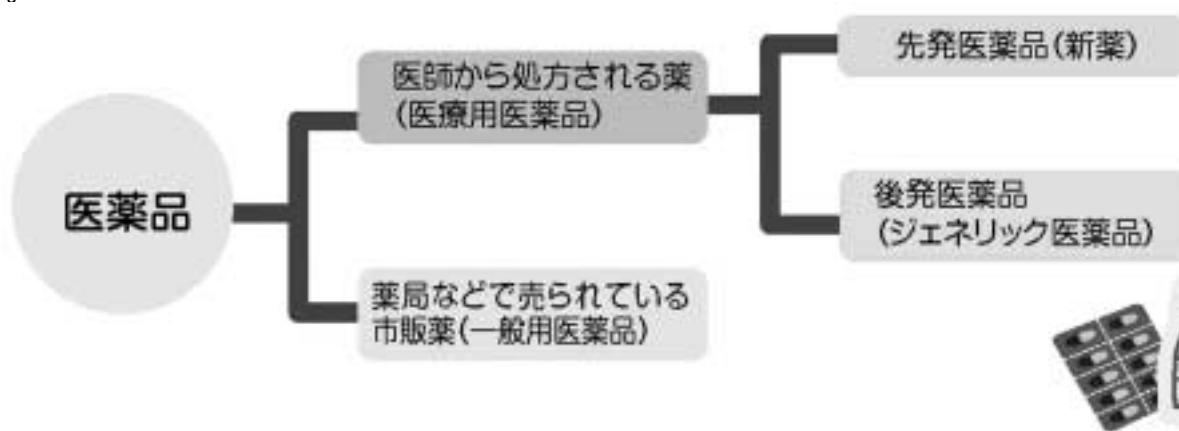 医薬品
医師から処方される薬
(医療用医薬品)
薬局などで売られている
市販薬(一般用医薬品)
先発医薬品(新薬)
後発医薬品
(ジェネリック医薬品)